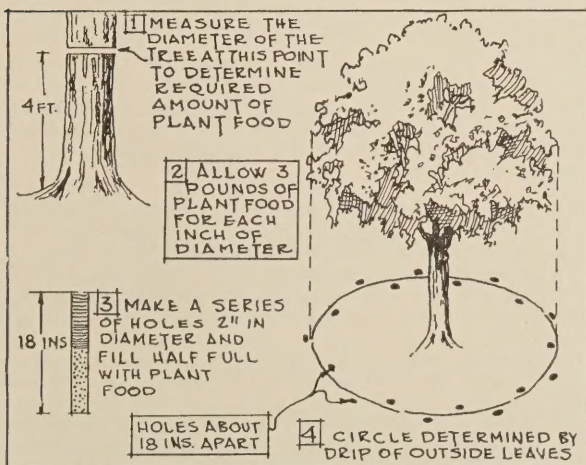 1 MEASURE THE
DIAMETER OF THE
TREE AT THIS POINT
TO DETERMINE
REQUIRED
AMOUNT OF
PLANT FOOD
4 FT.
2 ALLOW 3
POUNDS OF
PLANT FOOD
FOR EACH
INCH OF
DIAMETER
3 MAKE A SERIES
OF HOLES 2" IN
DIAMETER AND
FILL HALF FULL
WITH PLANT
FOOD
18 INS
HOLES ABOUT
18 INS. APART
4 CIRCLE DETERMINED BY
DRIP OF OUTSIDE LEAVES